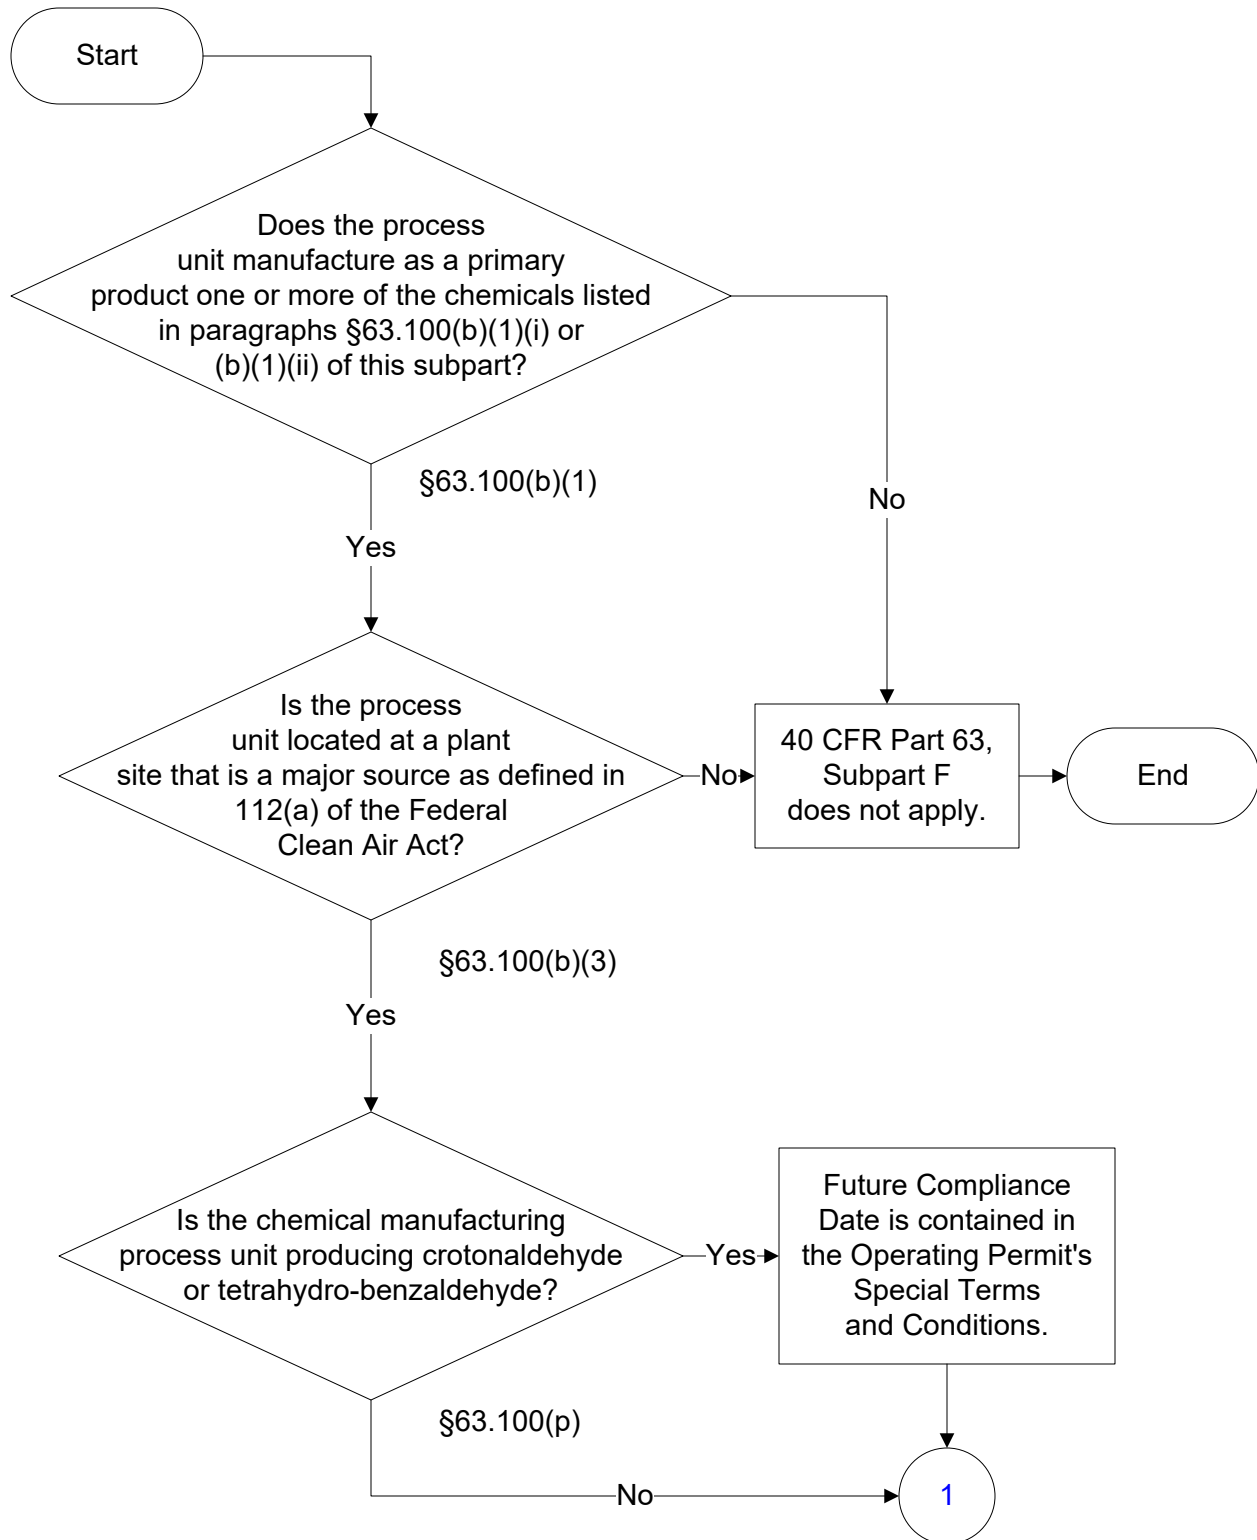 Start
Does the process
unit manufacture as a primary
product one or more of the chemicals listed
in paragraphs §63.100(b)(1)(i) or
(b)(1)(ii) of this subpart?
§63.100(b)(1)
No
Yes
Is the process
unit located at a plant
site that is a major source as defined in
112(a) of the Federal
Clean Air Act?
No
40 CFR Part 63,
Subpart F
does not apply.
End
§63.100(b)(3)
Yes
Is the chemical manufacturing
process unit producing crotonaldehyde
or tetrahydro-benzaldehyde?
Yes
Future Compliance
Date is contained in
the Operating Permit's
Special Terms
and Conditions.
§63.100(p)
No
1